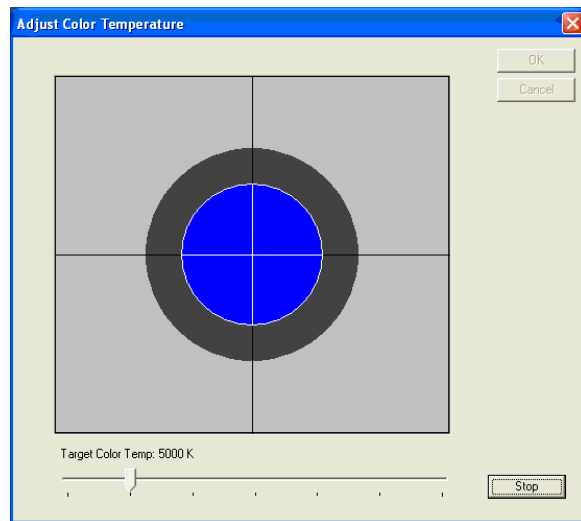 Adjust Color Temperature
OK
Cancel
Target Color Temp: 5000 K
Stop